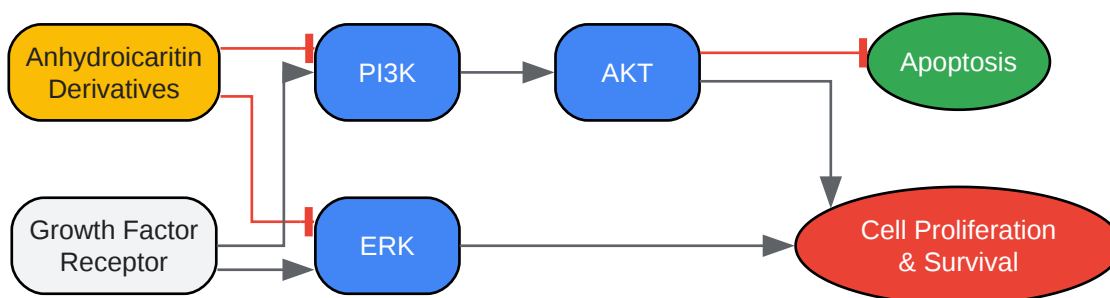 Anhydroicaritin
Derivatives
PI3K
AKT
Apoptosis
Growth Factor
Receptor
ERK
Cell Proliferation
& Survival